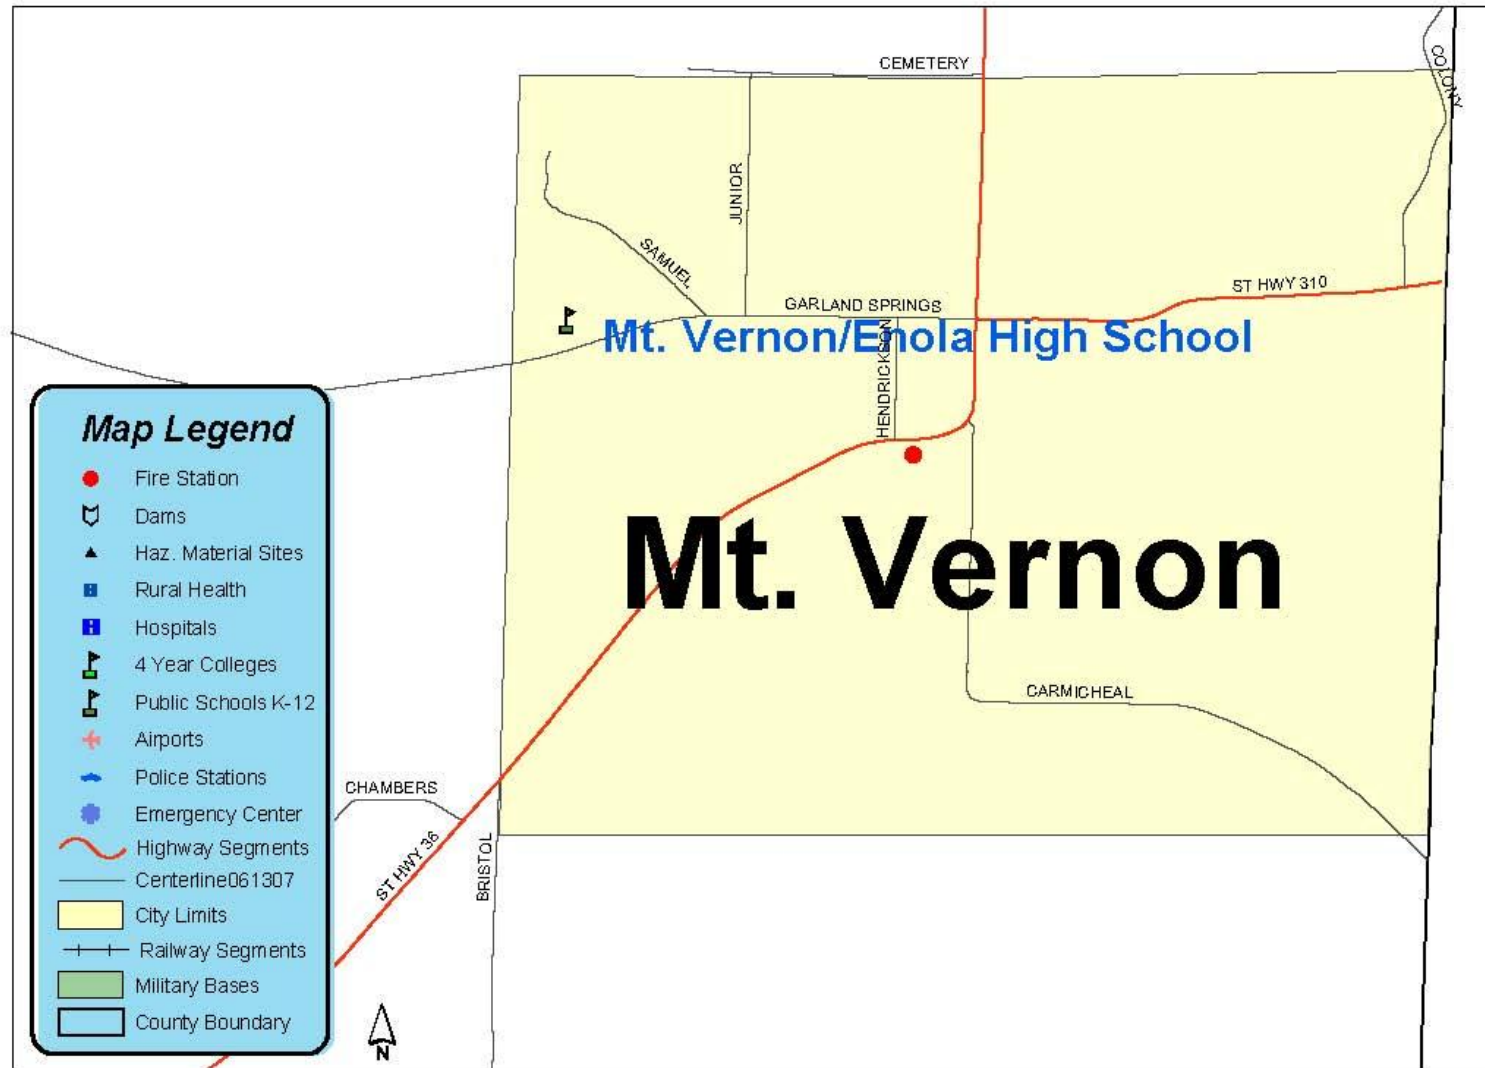 CEMETERY
COLONY
JUNIOR
SAMUEL
ST HWY 310
GARLAND SPRINGS
Mt. Vernon/Enola High School
HENDRICKSON
Mt. Vernon
CARMICHEAL
CHAMBERS
ST HWY 36
BRISTOL
Map Legend
Fire Station
Dams
Haz. Material Sites
Rural Health
Hospitals
4 Year Colleges
Public Schools K-12
Airports
Police Stations
Emergency Center
Highway Segments
Centerline061307
City Limits
Railway Segments
Military Bases
County Boundary
N